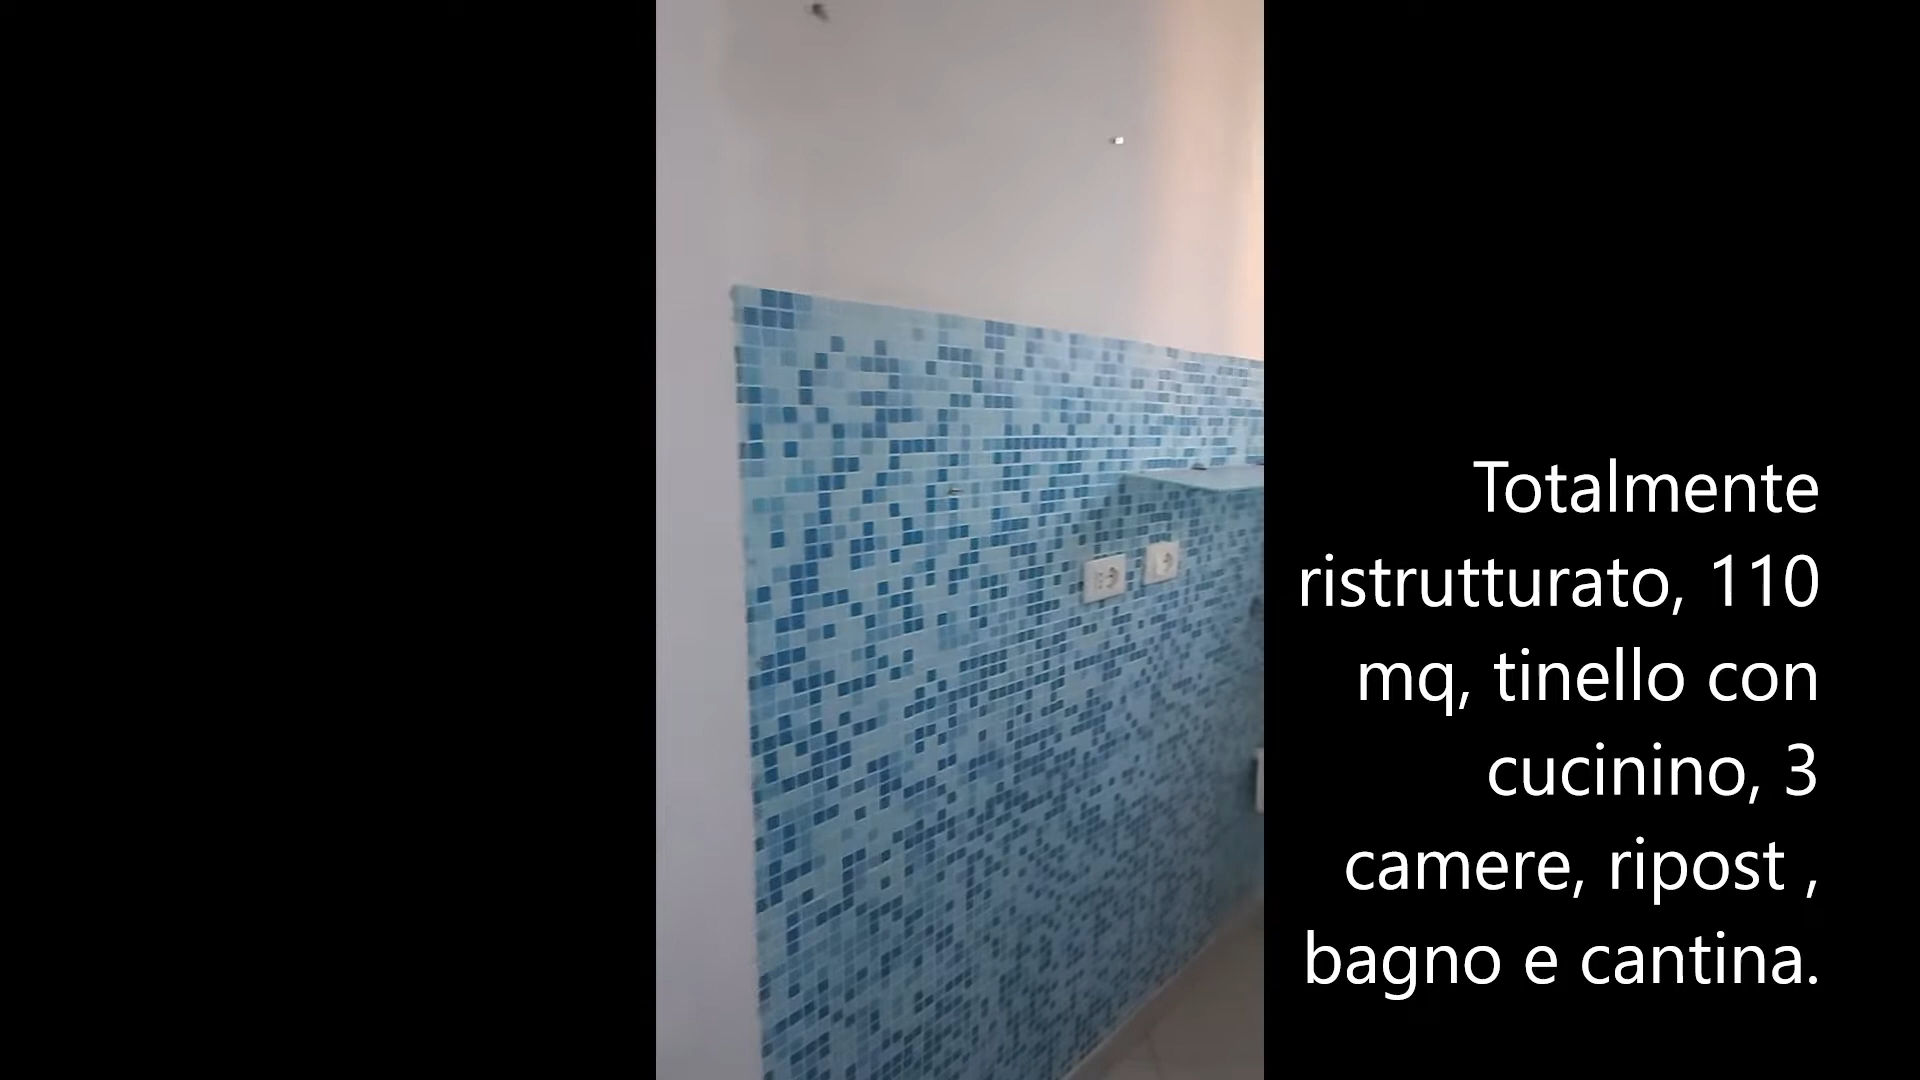 Totalmente
ristrutturato, 110
mq, tinello con
cucinino, 3
camere, ripost ,
bagno e cantina.